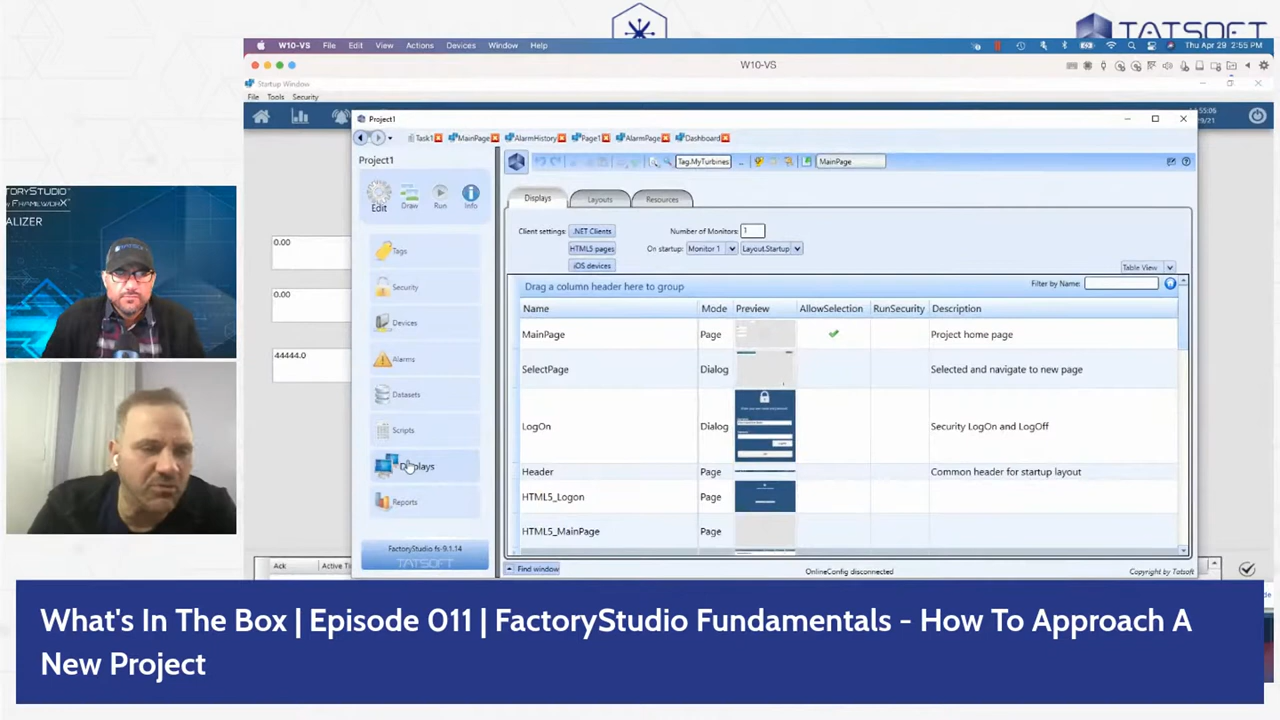 TATSOFT
W10-VS File Edit View Actions Devices Window Help
Thu Apr 29 2:55 PM
W10-VS
Startup Window
File Tools Security
Project1
Task1 MainPage AlarmHistory Page1 AlarmPage Dashboard
Project1
Edit Draw Run Info
Tags
Security
Devices
Alarms
Datasets
Scripts
Displays
Reports
FactoryStudio fs-9.1.14
TATSOFT
Tag.MyTurbines
MainPage
Displays Layouts Resources
Client settings: .NET Clients Number of Monitors: 1
HTML5 pages On startup: Monitor 1 Layout.Startup
iOS devices
Table View
Drag a column header here to group Filter by Name:
Name Mode Preview AllowSelection RunSecurity Description
MainPage Page Project home page
SelectPage Dialog Selected and navigate to new page
LogOn Dialog Security LogOn and LogOff
Header Page Common header for startup layout
HTML5_Logon Page
HTML5_MainPage Page
Find window OnlineConfig disconnected Copyright by Tatsoft
0.00
0.00
44444.0
Ack
What's In The Box | Episode 011 | FactoryStudio Fundamentals - How To Approach A
New Project